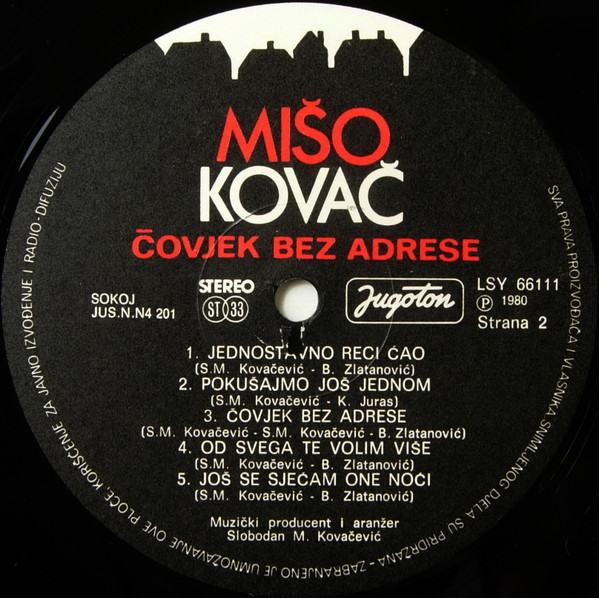 MIŠO
KOVAČ
ČOVJEK BEZ ADRESE
SOKOJ
JUS.N.N4 201
STEREO
ST 33
Jugoton
LSY 66111
Ⓟ 1980
Strana 2
1. JEDNOSTAVNO RECI ĆAO
(S.M. Kovačević - B. Zlatanović)
2. POKUŠAJMO JOŠ JEDNOM
(S.M. Kovačević - K. Juras)
3. ČOVJEK BEZ ADRESE
(S.M. Kovačević - S.M. Kovačević - B. Zlatanović)
4. OD SVEGA TE VOLIM VIŠE
(S.M. Kovačević - B. Zlatanović)
5. JOŠ SE SJEĆAM ONE NOĆI
(S.M. Kovačević - B. Zlatanović)
Muzički producent i aranžer
Slobodan M. Kovačević
SVA PRAVA PROIZVOĐAČA I VLASNIKA SNIMLJENOG DJELA SU PRIDRŽANA - ZABRANJENO JE UMNOŽAVANJE OVE PLOČE, KORIŠĆENJE ZA JAVNO IZVOĐENJE I RADIO-DIFUZIJU